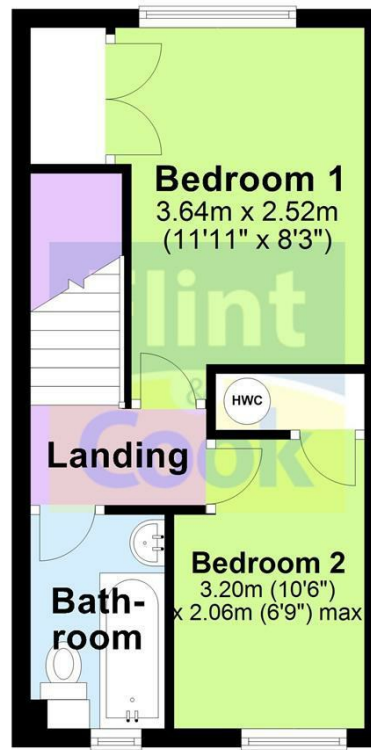 Bedroom 1
3.64m x 2.52m
(11'11" x 8'3")
Flint
&
Cook
HWC
Landing
Bedroom 2
3.20m (10'6")
x 2.06m (6'9") max
Bath-
room